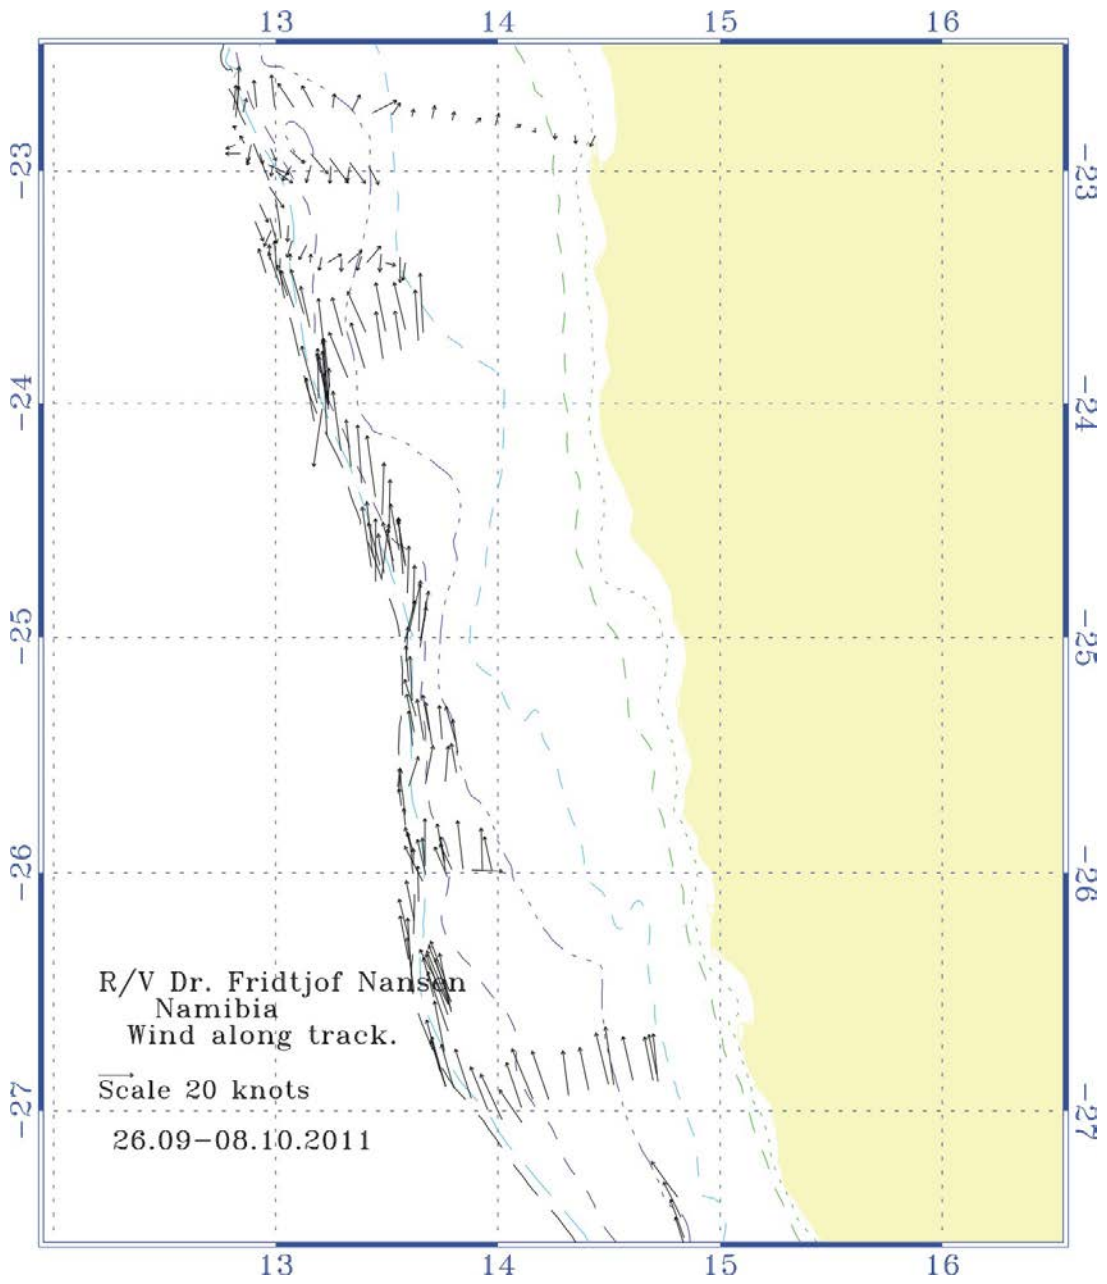 13 14 15 16
-23 -23
-24 -24
-25 -25
-26 -26
R/V Dr. Fridtjof Nansen
Namibia
Wind along track.
Scale 20 knots
-27 -27
26.09-08.10.2011
13 14 15 16